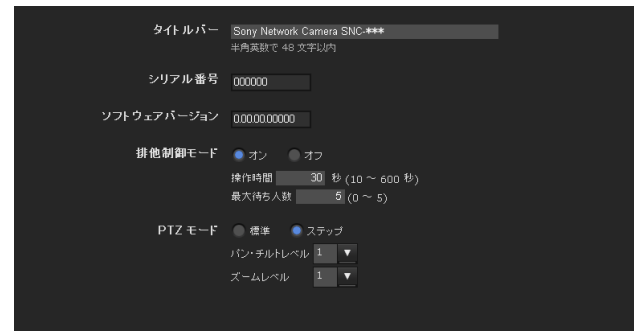 タイトルバー Sony Network Camera SNC-***
半角英数で 48 文字以内
シリアル番号 000000
ソフトウェアバージョン 0.00.00.00000
排他制御モード オン オフ
操作時間 30 秒 (10 ～ 600 秒)
最大待ち人数 5 (0 ～ 5)
PTZ モード 標準 ステップ
パン・チルトレベル 1
ズームレベル 1